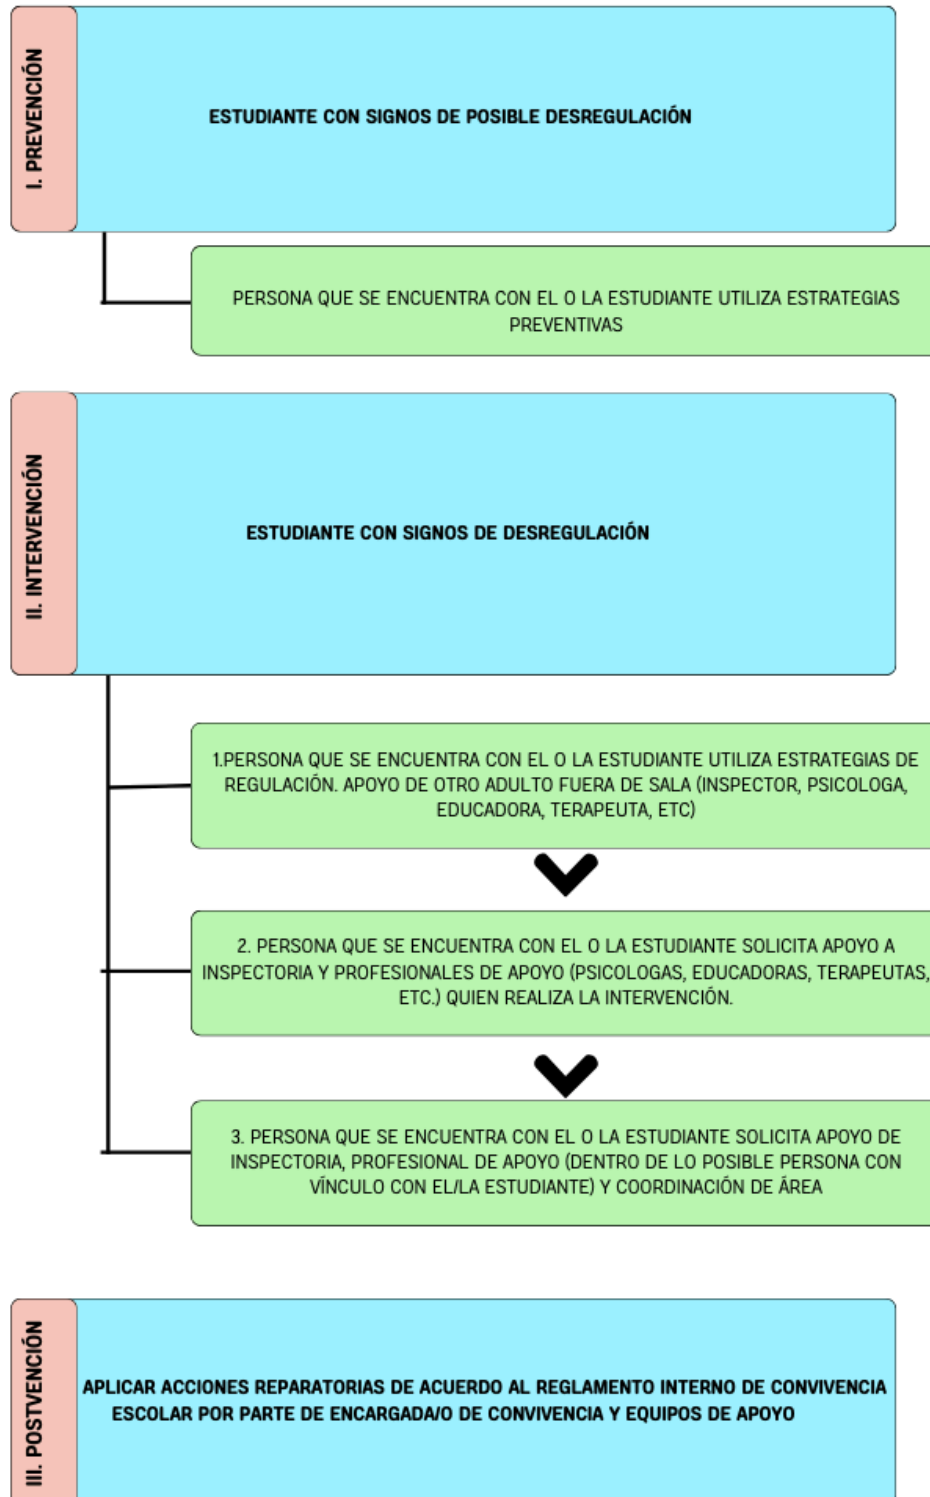 I. PREVENCIÓN
ESTUDIANTE CON SIGNOS DE POSIBLE DESREGULACIÓN
PERSONA QUE SE ENCUENTRA CON EL O LA ESTUDIANTE UTILIZA ESTRATEGIAS
PREVENTIVAS
II. INTERVENCIÓN
ESTUDIANTE CON SIGNOS DE DESREGULACIÓN
1.PERSONA QUE SE ENCUENTRA CON EL O LA ESTUDIANTE UTILIZA ESTRATEGIAS DE
REGULACIÓN. APOYO DE OTRO ADULTO FUERA DE SALA (INSPECTOR, PSICOLOGA,
EDUCADORA, TERAPEUTA, ETC)
2. PERSONA QUE SE ENCUENTRA CON EL O LA ESTUDIANTE SOLICITA APOYO A
INSPECTORIA Y PROFESIONALES DE APOYO (PSICOLOGAS, EDUCADORAS, TERAPEUTAS,
ETC.) QUIEN REALIZA LA INTERVENCIÓN.
3. PERSONA QUE SE ENCUENTRA CON EL O LA ESTUDIANTE SOLICITA APOYO DE
INSPECTORIA, PROFESIONAL DE APOYO (DENTRO DE LO POSIBLE PERSONA CON
VÍNCULO CON EL/LA ESTUDIANTE) Y COORDINACIÓN DE ÁREA
III. POSTVENCIÓN
APLICAR ACCIONES REPARATORIAS DE ACUERDO AL REGLAMENTO INTERNO DE CONVIVENCIA
ESCOLAR POR PARTE DE ENCARGADA/O DE CONVIVENCIA Y EQUIPOS DE APOYO